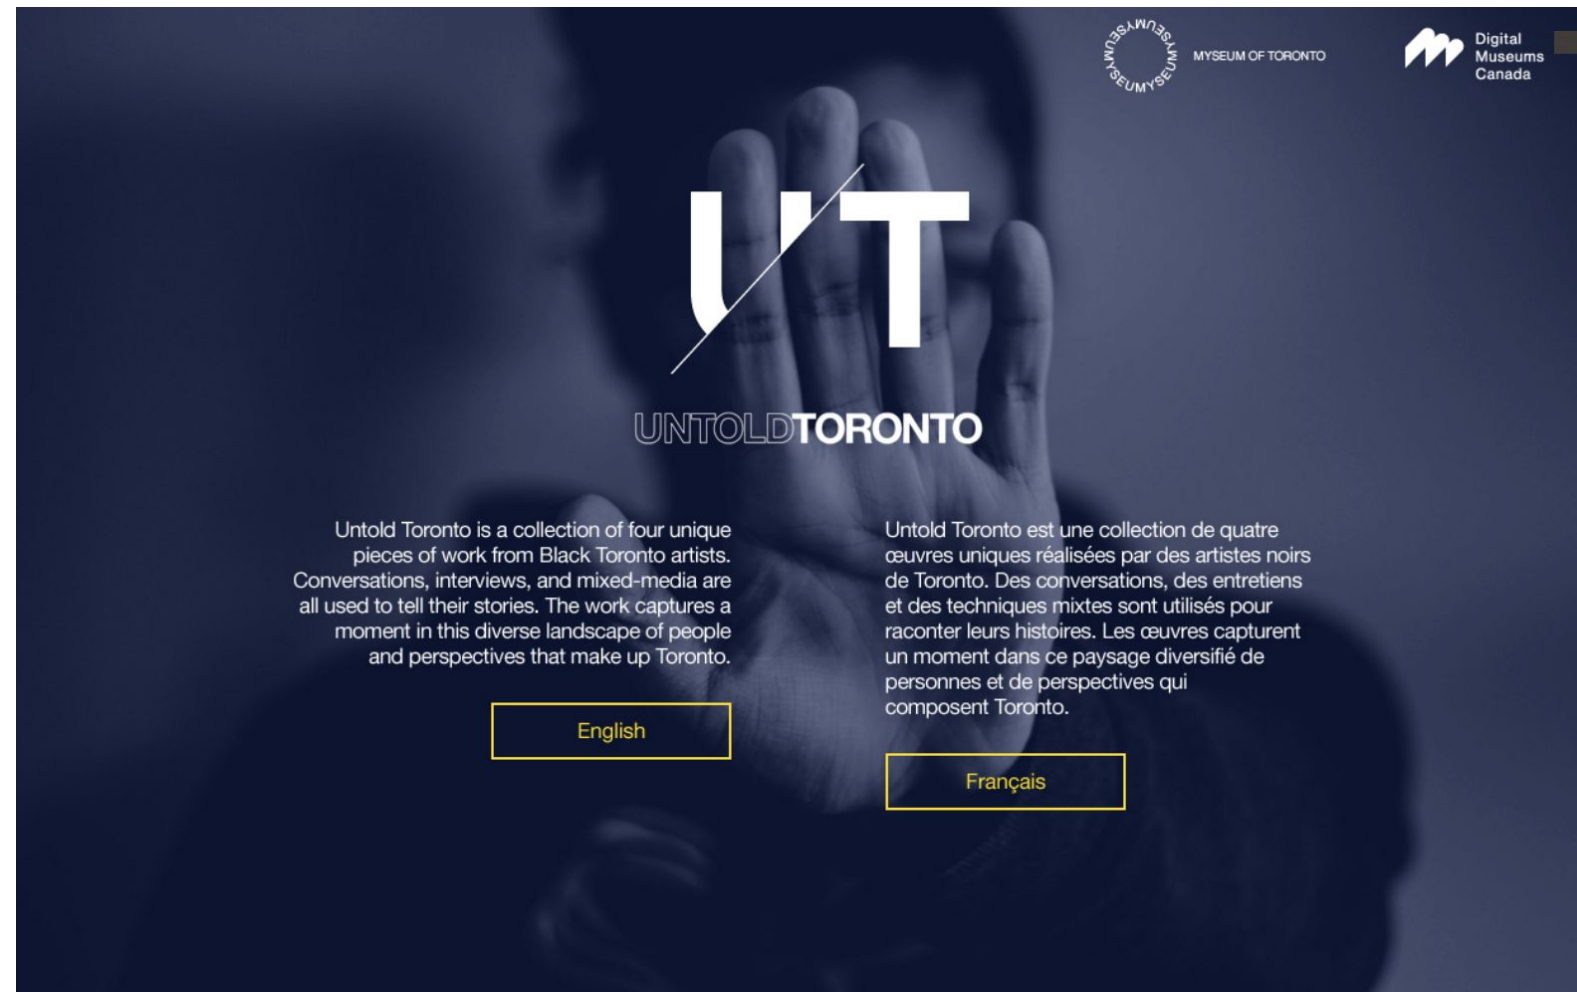 MYSEUMYSEUMYSEUMYSEUMYSEUMYSEUM
MYSEUM OF TORONTO
Digital
Museums
Canada
UT
UNTOLDTORONTO
Untold Toronto is a collection of four unique
pieces of work from Black Toronto artists.
Conversations, interviews, and mixed-media are
all used to tell their stories. The work captures a
moment in this diverse landscape of people
and perspectives that make up Toronto.
English
Untold Toronto est une collection de quatre
œuvres uniques réalisées par des artistes noirs
de Toronto. Des conversations, des entretiens
et des techniques mixtes sont utilisés pour
raconter leurs histoires. Les œuvres capturent
un moment dans ce paysage diversifié de
personnes et de perspectives qui
composent Toronto.
Français